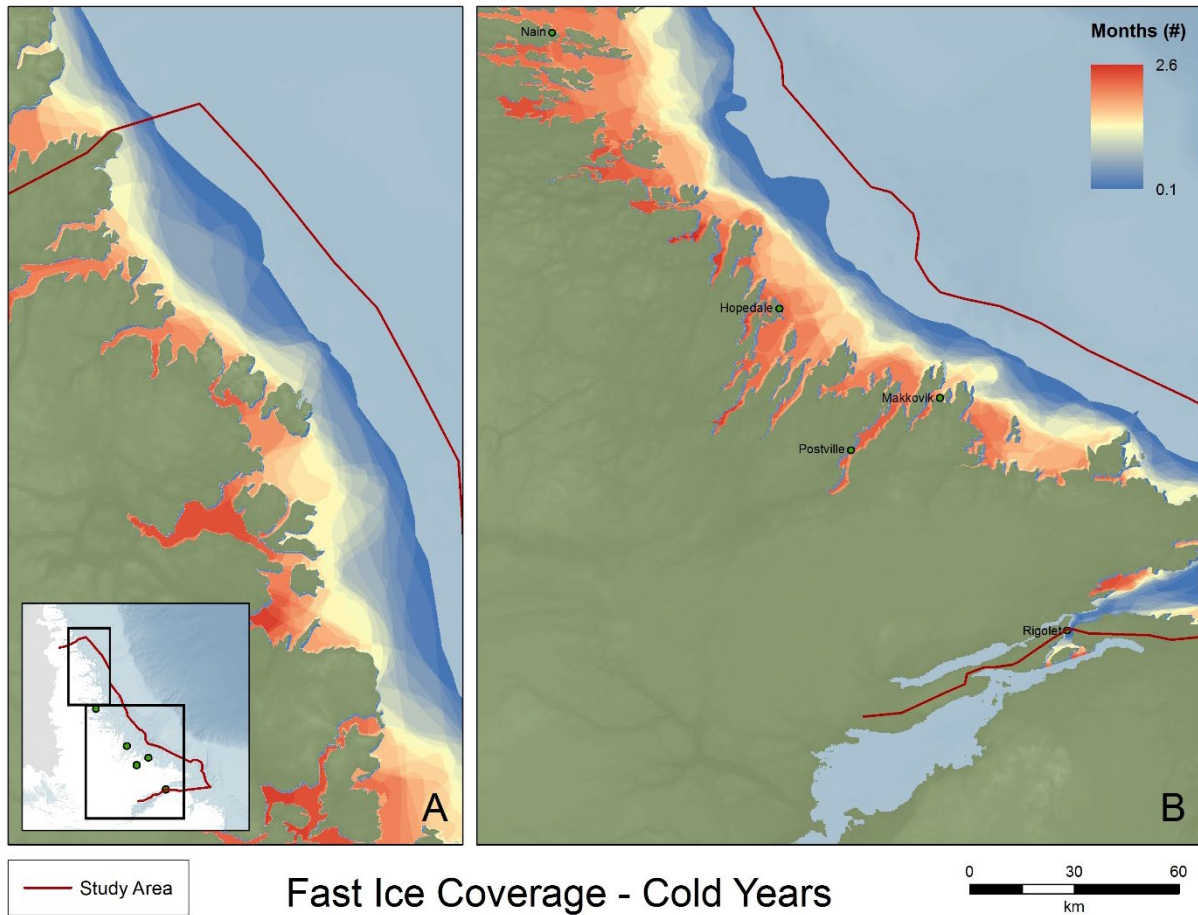 Nain
Months (#)
2.6
0.1
Hopedale
Makkovik
Postville
Rigolet
A
B
Study Area
Fast Ice Coverage - Cold Years
0 30 60
km